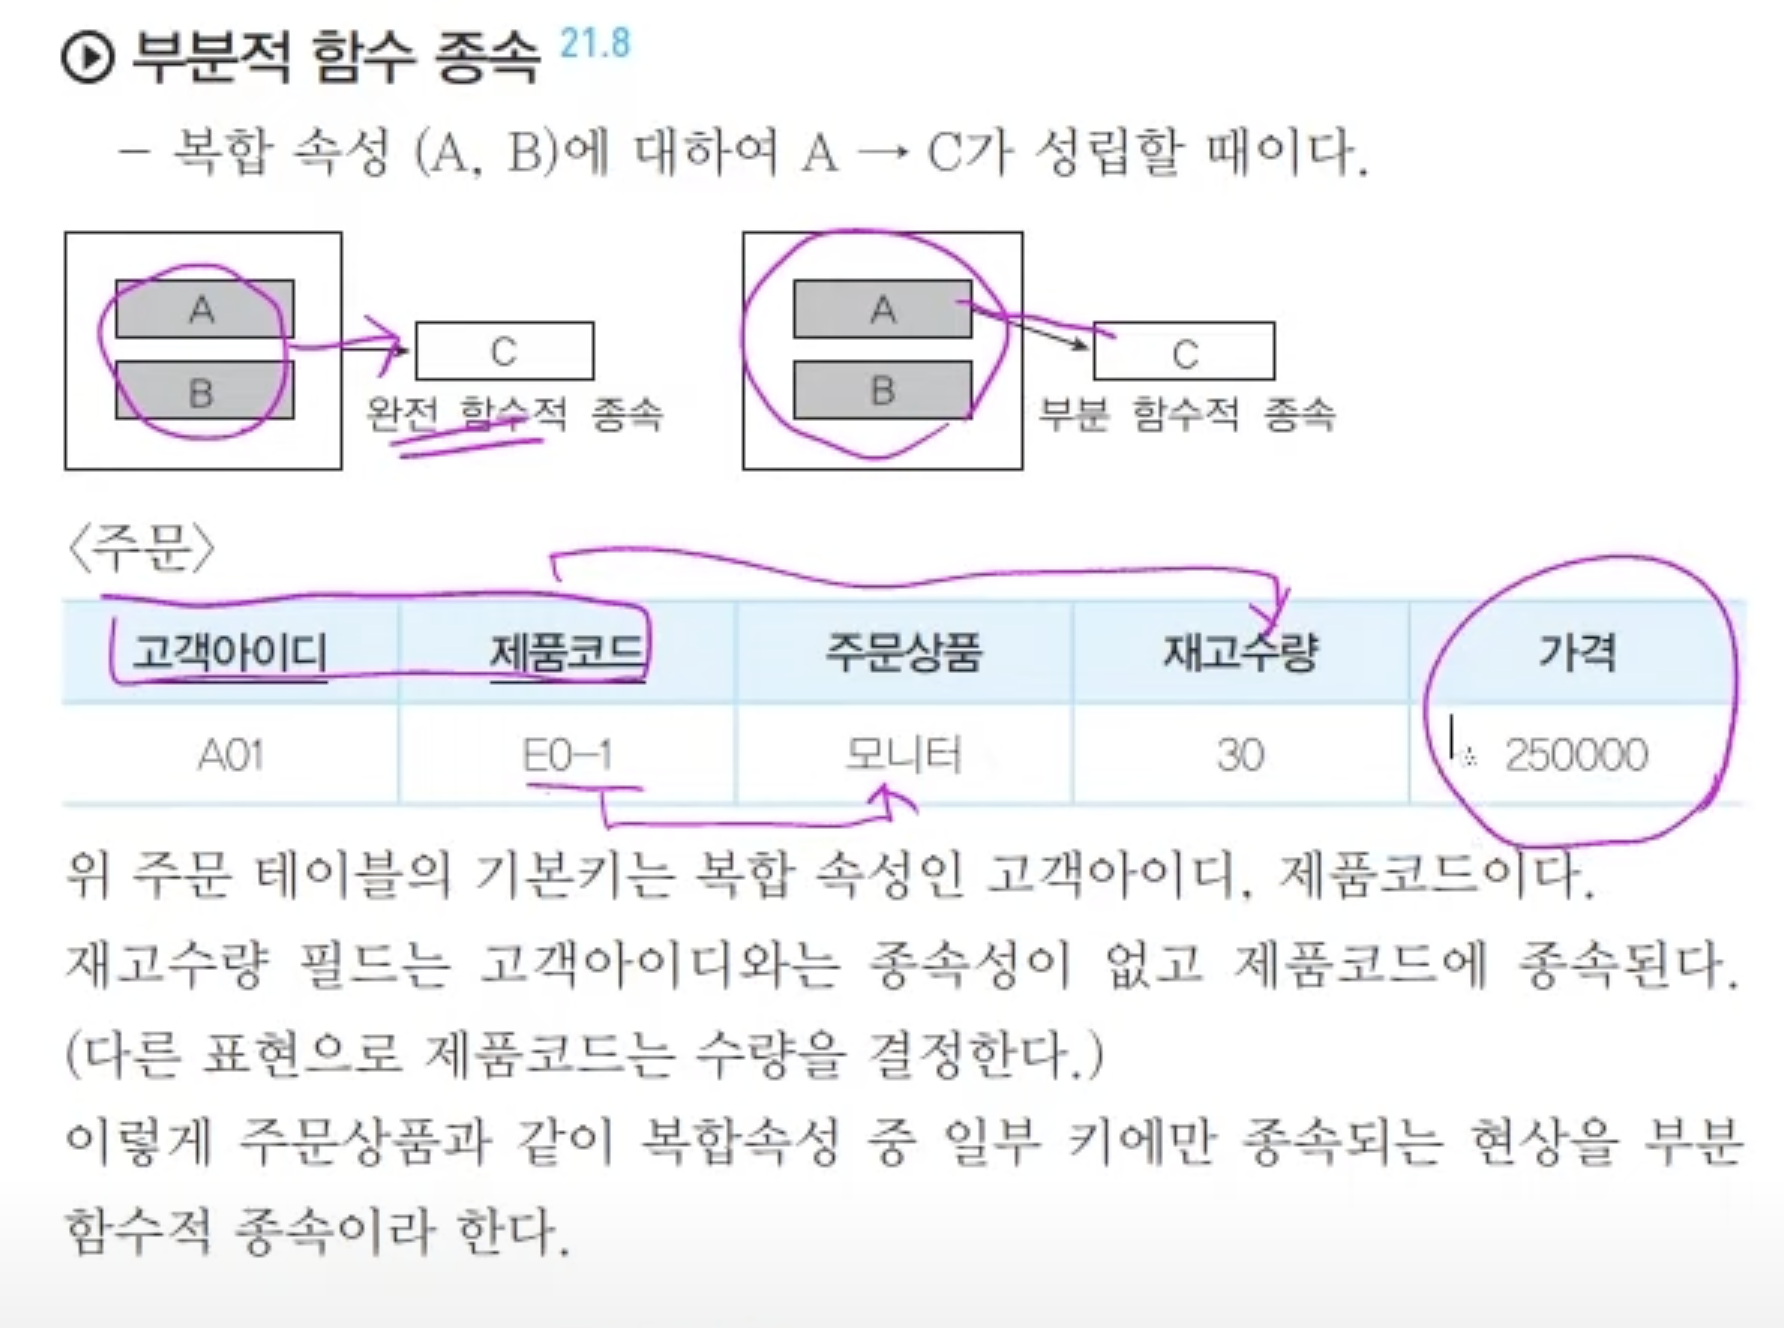 부분적 함수 종속 21.8
- 복합 속성 (A, B)에 대하여 A → C가 성립할 때이다.
A
B
C
완전 함수적 종속
A
B
C
부분 함수적 종속
〈주문〉
고객아이디 제품코드 주문상품 재고수량 가격
A01 E0-1 모니터 30 250000
위 주문 테이블의 기본키는 복합 속성인 고객아이디, 제품코드이다.
재고수량 필드는 고객아이디와는 종속성이 없고 제품코드에 종속된다.
(다른 표현으로 제품코드는 수량을 결정한다.)
이렇게 주문상품과 같이 복합속성 중 일부 키에만 종속되는 현상을 부분
함수적 종속이라 한다.